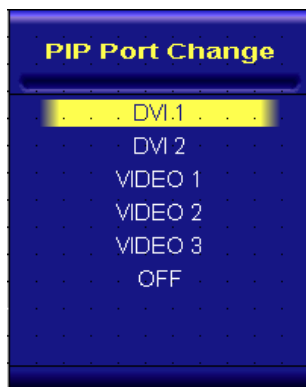 PIP Port Change
DVI 1
DVI 2
VIDEO 1
VIDEO 2
VIDEO 3
OFF